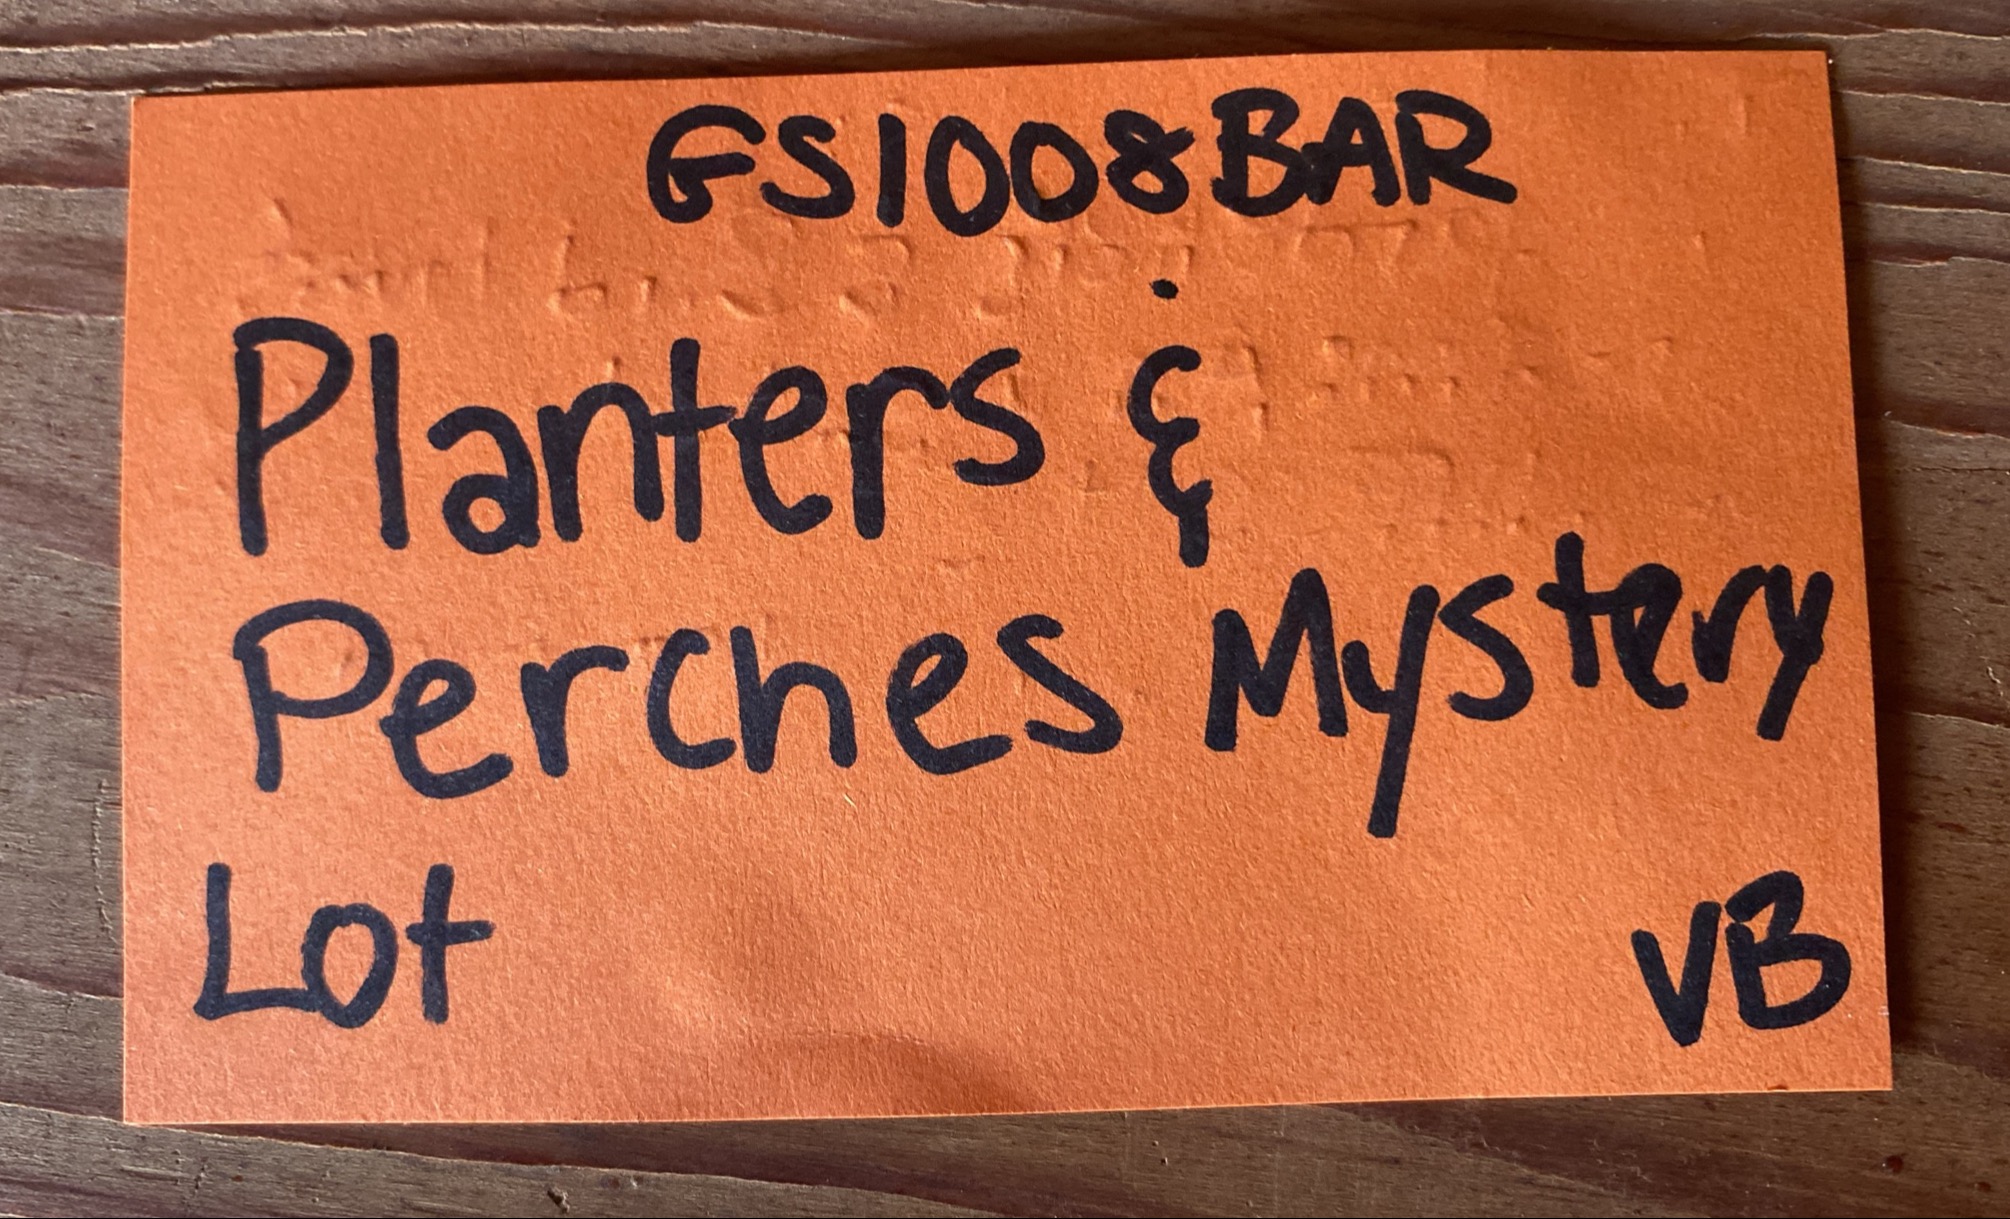 GS1008BAR
Planters &
Perches Mystery
Lot
VB